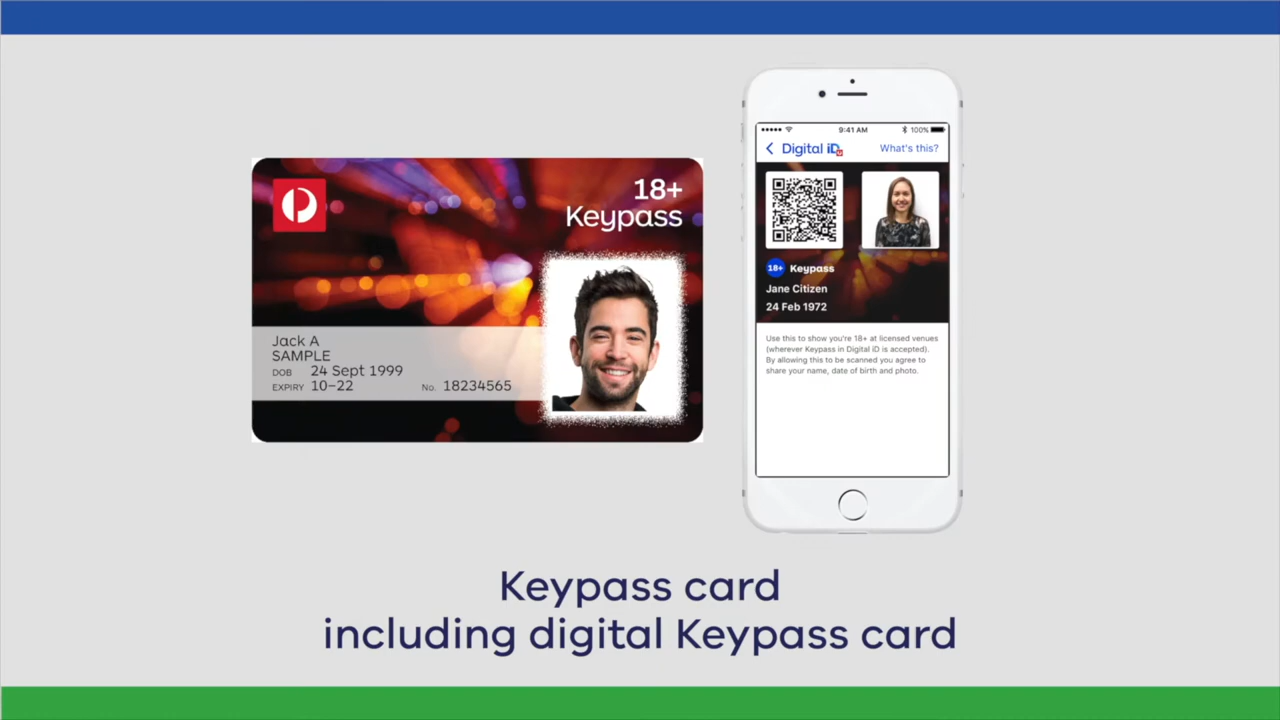 18+
Keypass
Jack A
SAMPLE
DOB 24 Sept 1999
EXPIRY 10–22 No. 18234565
9:41 AM 100%
Digital iD What's this?
18+ Keypass
Jane Citizen
24 Feb 1972
Use this to show you're 18+ at licensed venues
(wherever Keypass in Digital iD is accepted).
By allowing this to be scanned you agree to
share your name, date of birth and photo.
Keypass card
including digital Keypass card